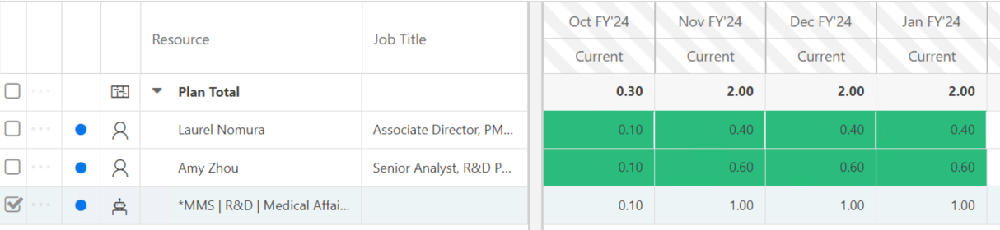 Resource Job Title Oct FY'24 Nov FY'24 Dec FY'24 Jan FY'24
Current Current Current Current
Plan Total 0.30 2.00 2.00 2.00
Laurel Nomura Associate Director, PM... 0.10 0.40 0.40 0.40
Amy Zhou Senior Analyst, R&D P... 0.10 0.60 0.60 0.60
*MMS | R&D | Medical Affai... 0.10 1.00 1.00 1.00